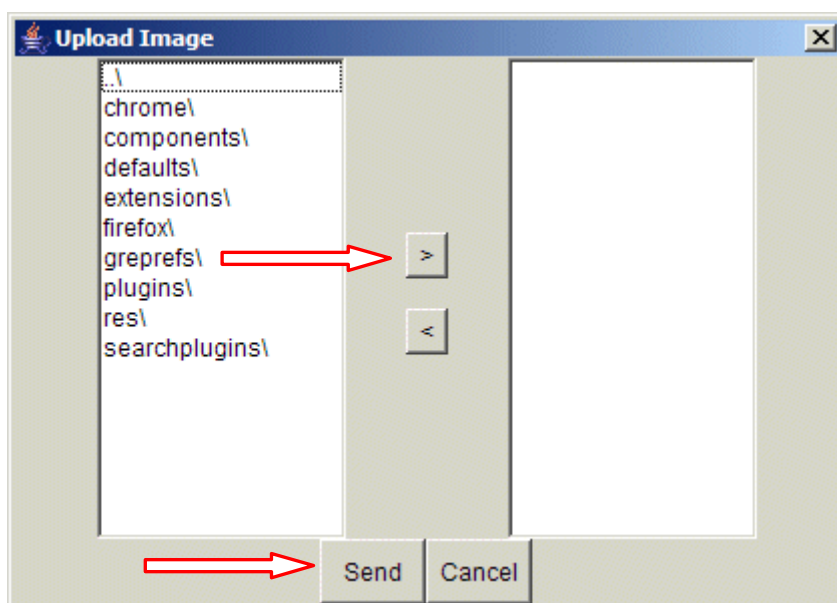 Upload Image
..\
chrome\
components\
defaults\
extensions\
firefox\
greprefs\
>
plugins\
res\
<
searchplugins\
Send
Cancel